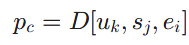 p_c = D[u_k, s_j, e_i]